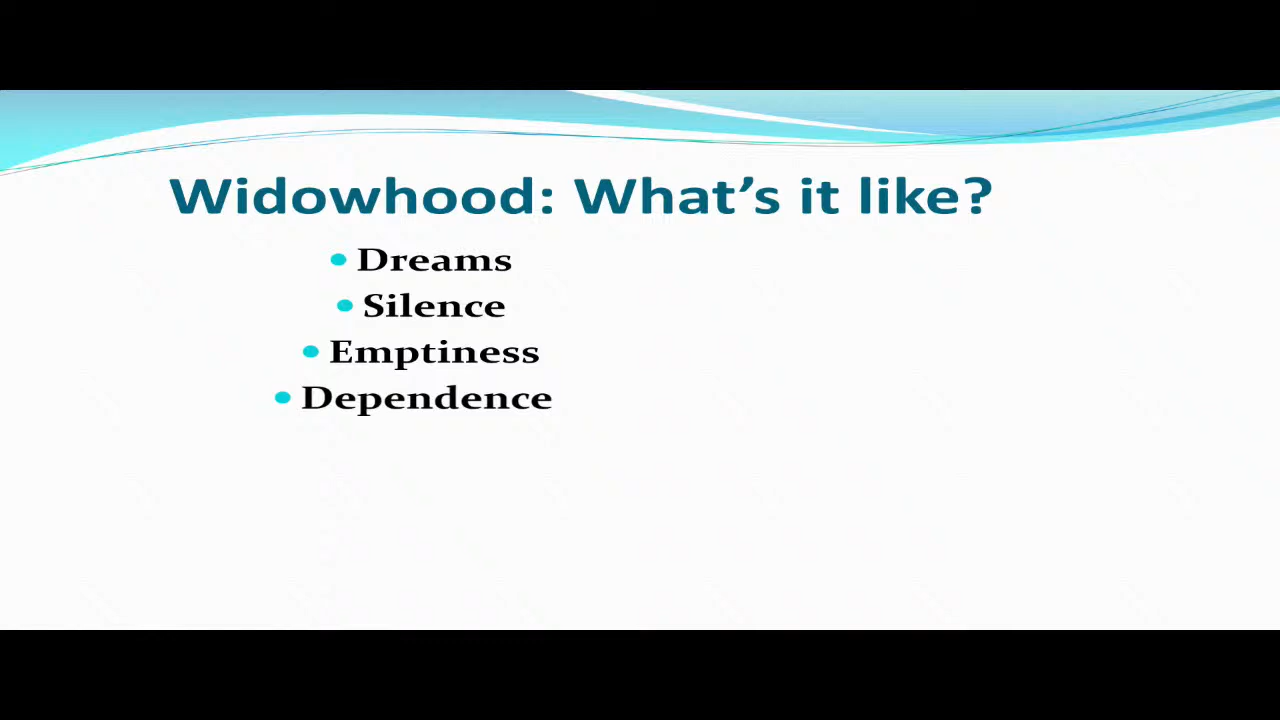 Widowhood: What’s it like?
• Dreams
• Silence
• Emptiness
• Dependence